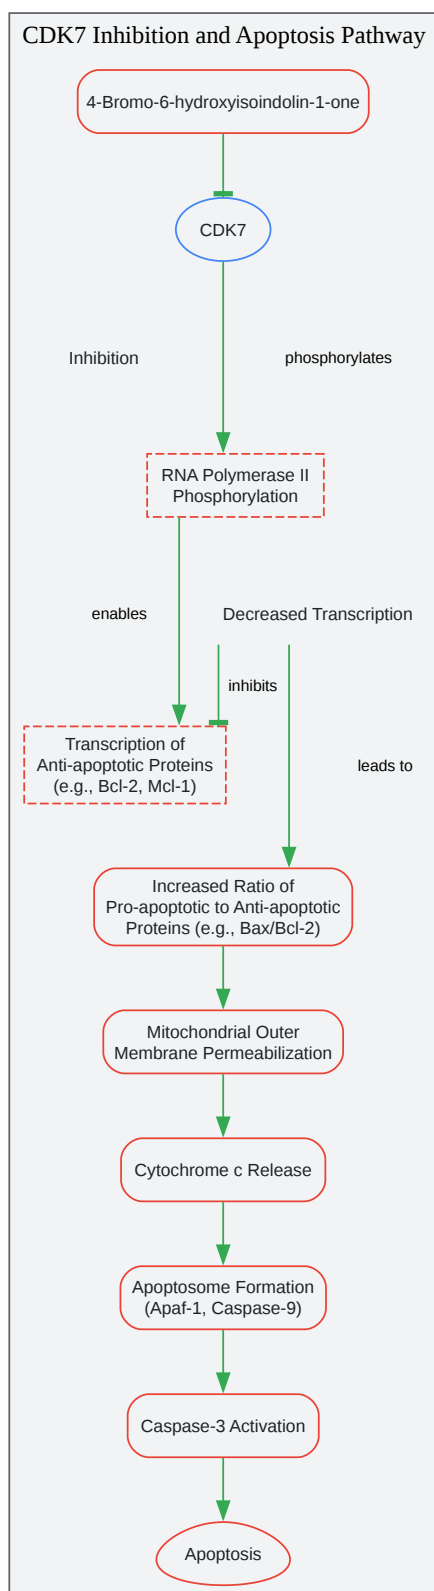 CDK7 Inhibition and Apoptosis Pathway
4-Bromo-6-hydroxyisoindolin-1-one
CDK7
Inhibition
phosphorylates
RNA Polymerase II
Phosphorylation
enables
Decreased Transcription
inhibits
Transcription of
Anti-apoptotic Proteins
(e.g., Bcl-2, Mcl-1)
leads to
Increased Ratio of
Pro-apoptotic to Anti-apoptotic
Proteins (e.g., Bax/Bcl-2)
Mitochondrial Outer
Membrane Permeabilization
Cytochrome c Release
Apoptosome Formation
(Apaf-1, Caspase-9)
Caspase-3 Activation
Apoptosis